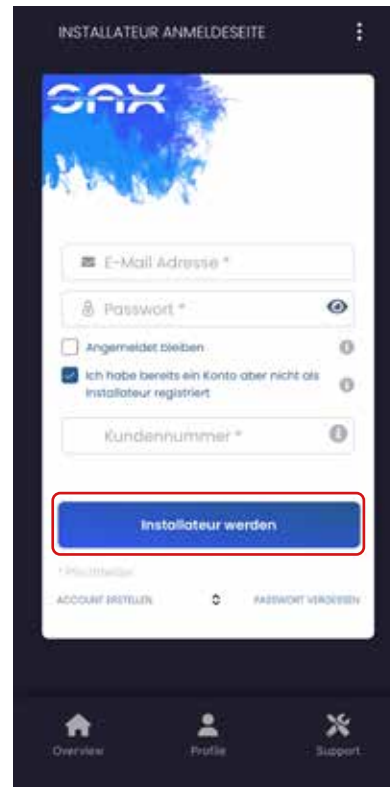 INSTALLATEUR ANMELDESEITE
SAX
E-Mail Adresse *
Passwort *
Angemeldet bleiben
Ich habe bereits ein Konto aber nicht als
Installateur registriert
Kundennummer *
Installateur werden
* Pflichtfelder
ACCOUNT ERSTELLEN
PASSWORT VERGESSEN
Overview
Profile
Support